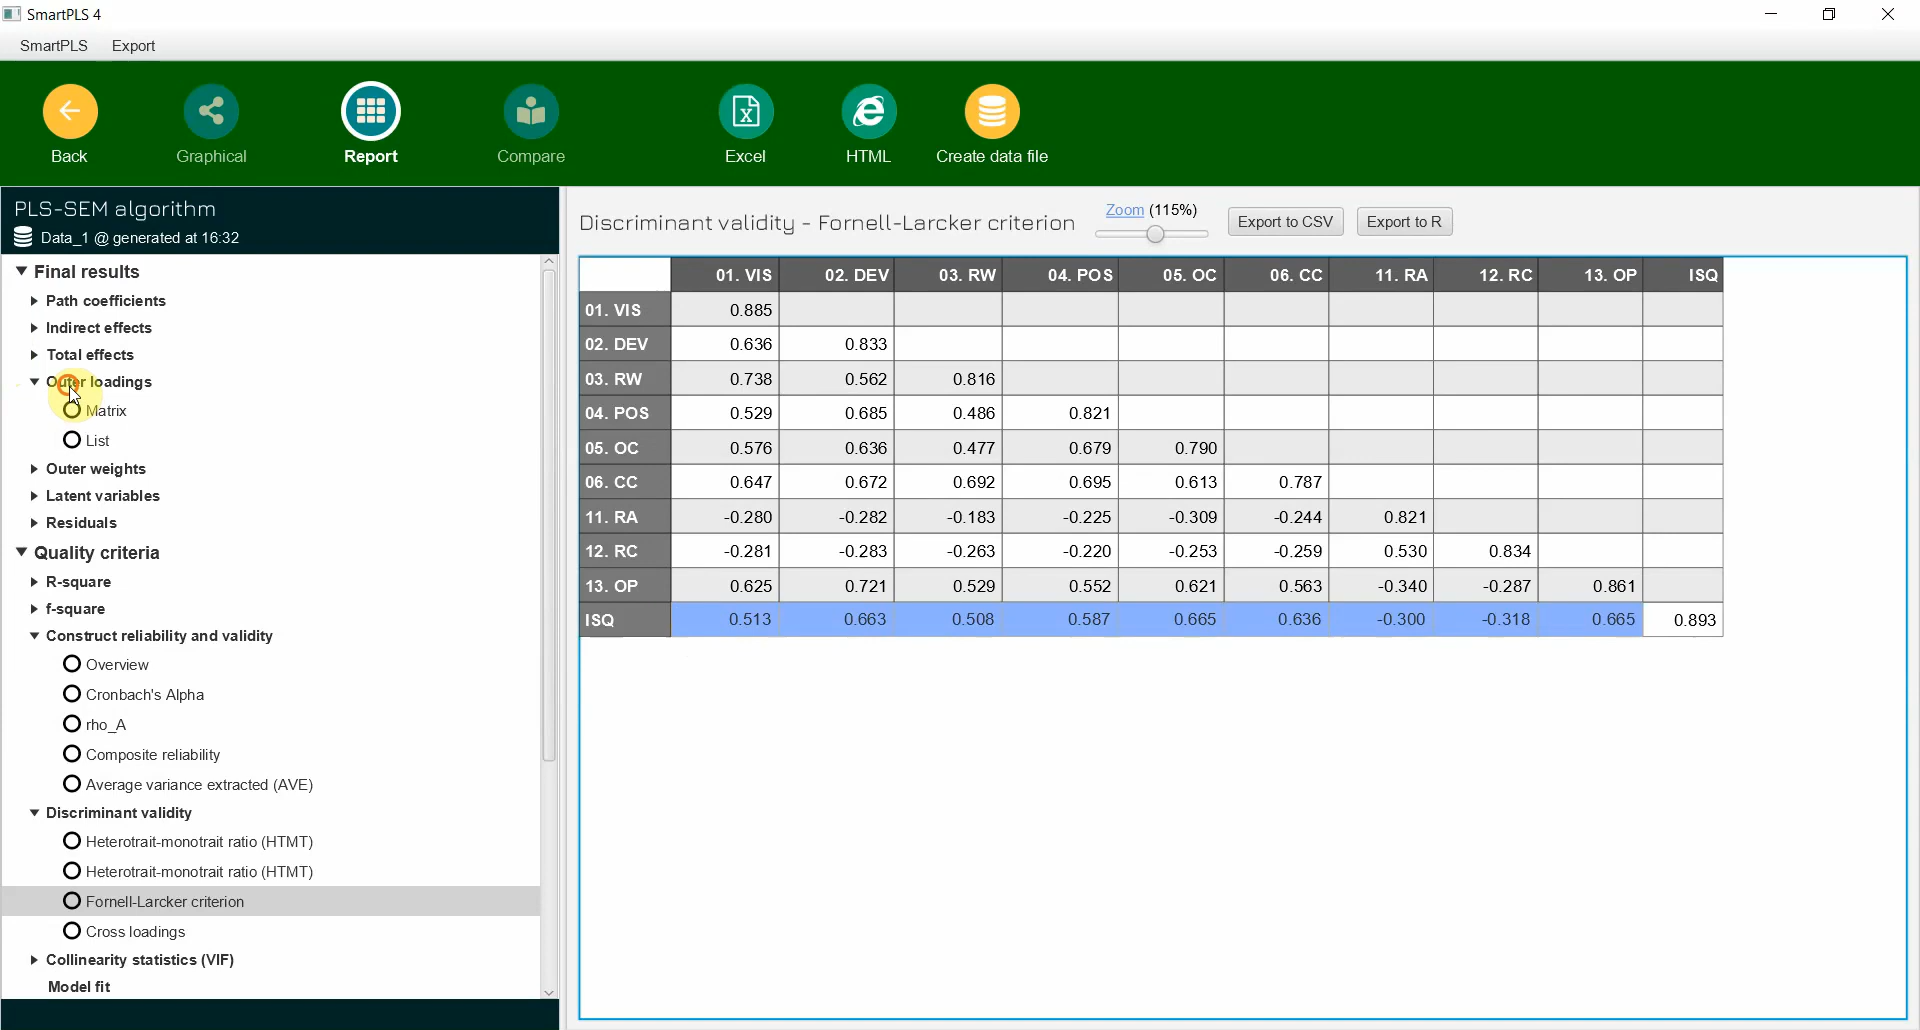 SmartPLS 4
SmartPLS Export
Back Graphical Report Compare Excel HTML Create data file
PLS-SEM algorithm
Data_1 @ generated at 16:32
Final results
Path coefficients
Indirect effects
Total effects
Outer loadings
Matrix
List
Outer weights
Latent variables
Residuals
Quality criteria
R-square
f-square
Construct reliability and validity
Overview
Cronbach's Alpha
rho_A
Composite reliability
Average variance extracted (AVE)
Discriminant validity
Heterotrait-monotrait ratio (HTMT)
Heterotrait-monotrait ratio (HTMT)
Fornell-Larcker criterion
Cross loadings
Collinearity statistics (VIF)
Model fit
Discriminant validity - Fornell-Larcker criterion Zoom (115%) Export to CSV Export to R
01. VIS 02. DEV 03. RW 04. POS 05. OC 06. CC 11. RA 12. RC 13. OP ISQ
01. VIS 0.885
02. DEV 0.636 0.833
03. RW 0.738 0.562 0.816
04. POS 0.529 0.685 0.486 0.821
05. OC 0.576 0.636 0.477 0.679 0.790
06. CC 0.647 0.672 0.692 0.695 0.613 0.787
11. RA -0.280 -0.282 -0.183 -0.225 -0.309 -0.244 0.821
12. RC -0.281 -0.283 -0.263 -0.220 -0.253 -0.259 0.530 0.834
13. OP 0.625 0.721 0.529 0.552 0.621 0.563 -0.340 -0.287 0.861
ISQ 0.513 0.663 0.508 0.587 0.665 0.636 -0.300 -0.318 0.665 0.893